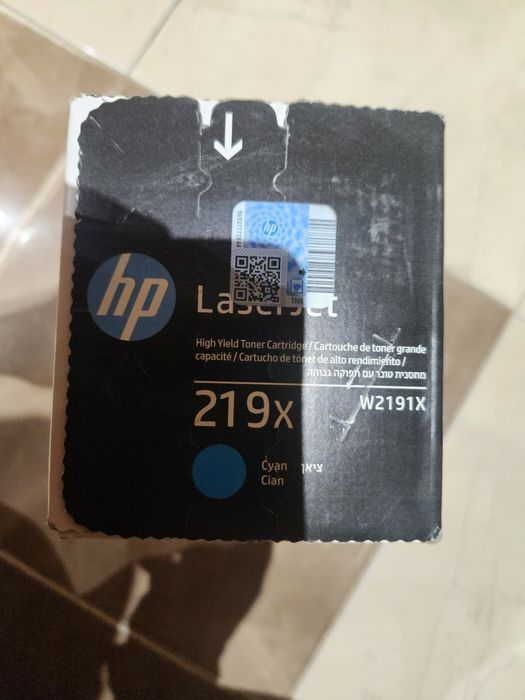 hp
LaserJet
High Yield Toner Cartridge / Cartouche de toner grande
capacité / Cartucho de tóner de alto rendimiento /
מחסנית טונר עם תפוקה גבוהה
219X
W2191X
Cyan ציאן
Cian